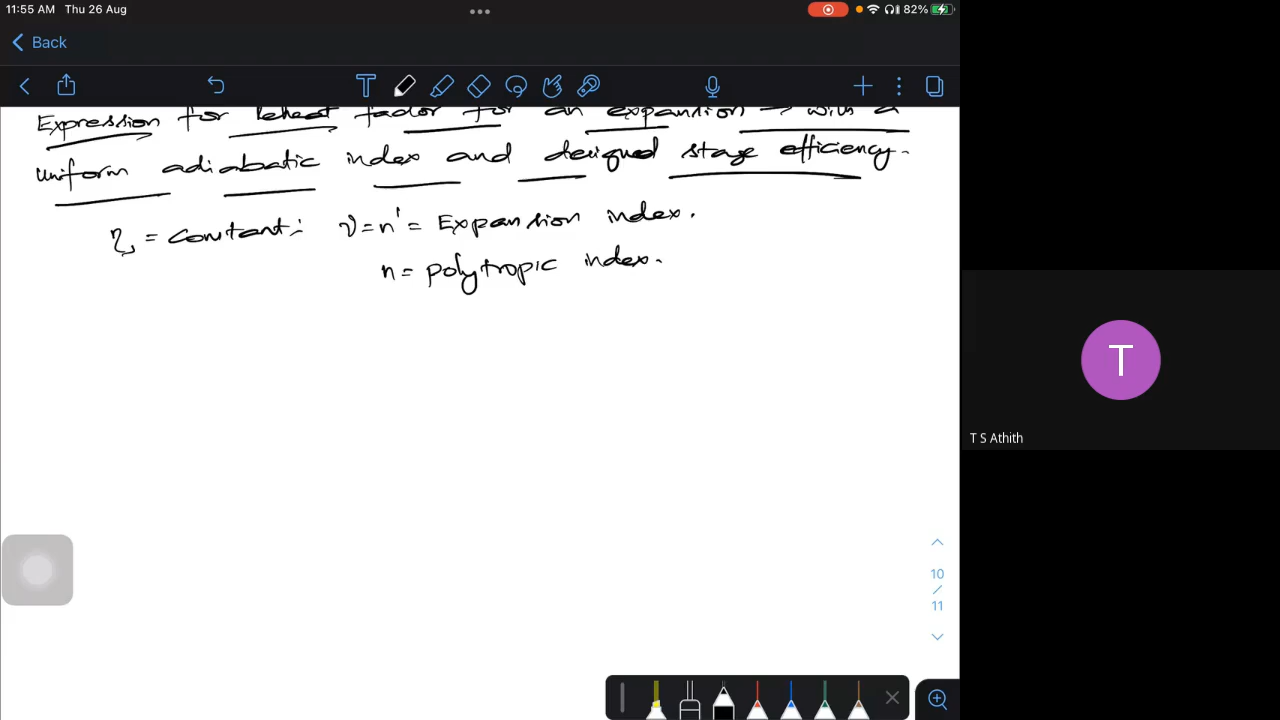 11:55 AM Thu 26 Aug
82%
Back
Expression for reheat factor for an expansion → with a
uniform adiabatic index and designed stage efficiency.
η = constant: γ = n' = Expansion index.
n = polytropic index.
T
T S Athith
10
/
11